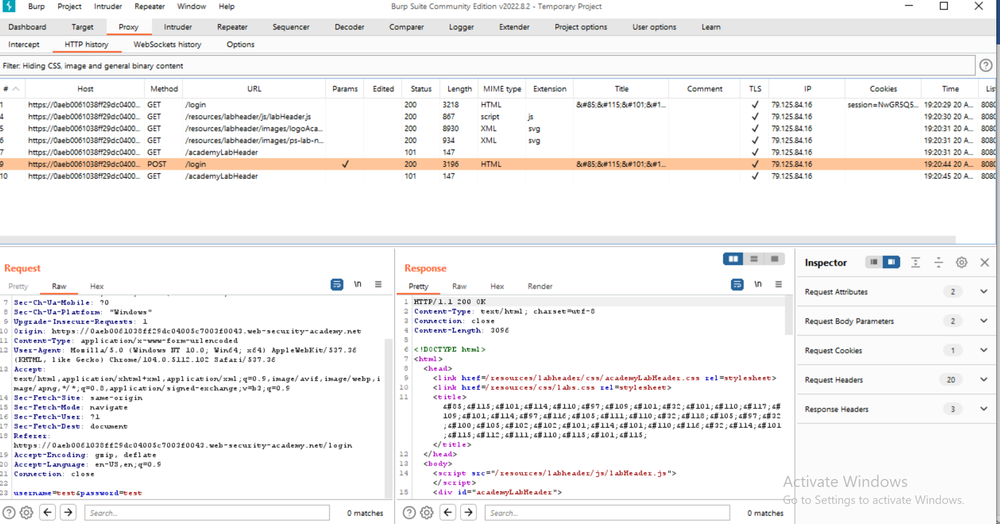 Burp Project Intruder Repeater Window Help Burp Suite Community Edition v2022.8.2 - Temporary Project
Dashboard Target Proxy Intruder Repeater Sequencer Decoder Comparer Logger Extender Project options User options Learn
Intercept HTTP history WebSockets history Options
Filter: Hiding CSS, image and general binary content
# Host Method URL Params Edited Status Length MIME type Extension Title Comment TLS IP Cookies Time Lis
1 https://0aeb0061038ff29dc0400... GET /login 200 3218 HTML &#85;&#115;&#101;&#1... ✓ 79.125.84.16 session=NwGR5Q5... 19:20:29 20 A... 8080
4 https://0aeb0061038ff29dc0400... GET /resources/labheader/js/labHeader.js 200 867 script js ✓ 79.125.84.16 19:20:30 20 A... 8080
5 https://0aeb0061038ff29dc0400... GET /resources/labheader/images/logoAca... 200 8930 XML svg ✓ 79.125.84.16 19:20:31 20 A... 8080
6 https://0aeb0061038ff29dc0400... GET /resources/labheader/images/ps-lab-n... 200 934 XML svg ✓ 79.125.84.16 19:20:31 20 A... 8080
7 https://0aeb0061038ff29dc0400... GET /academyLabHeader 101 147 ✓ 79.125.84.16 19:20:31 20 A... 8080
9 https://0aeb0061038ff29dc0400... POST /login ✓ 200 3196 HTML &#85;&#115;&#101;&#1... ✓ 79.125.84.16 19:20:44 20 A... 8080
10 https://0aeb0061038ff29dc0400... GET /academyLabHeader 101 147 ✓ 79.125.84.16 19:20:45 20 A... 8080
Request
Pretty Raw Hex \n
7 Sec-Ch-Ua-Mobile: ?0
8 Sec-Ch-Ua-Platform: "Windows"
9 Upgrade-Insecure-Requests: 1
10 Origin: https://0aeb0061038ff29dc04005c7003f0043.web-security-academy.net
11 Content-Type: application/x-www-form-urlencoded
12 User-Agent: Mozilla/5.0 (Windows NT 10.0; Win64; x64) AppleWebKit/537.36
(KHTML, like Gecko) Chrome/104.0.5112.102 Safari/537.36
13 Accept:
text/html,application/xhtml+xml,application/xml;q=0.9,image/avif,image/webp,i
mage/apng,*/*;q=0.8,application/signed-exchange;v=b3;q=0.9
14 Sec-Fetch-Site: same-origin
15 Sec-Fetch-Mode: navigate
16 Sec-Fetch-User: ?1
17 Sec-Fetch-Dest: document
18 Referer:
https://0aeb0061038ff29dc04005c7003f0043.web-security-academy.net/login
19 Accept-Encoding: gzip, deflate
20 Accept-Language: en-US,en;q=0.9
21 Connection: close
22
23 username=test&password=test
Search... 0 matches
Response
Pretty Raw Hex Render \n
1 HTTP/1.1 200 OK
2 Content-Type: text/html; charset=utf-8
3 Connection: close
4 Content-Length: 3096
5
6 <!DOCTYPE html>
7 <html>
8 <head>
9 <link href=/resources/labheader/css/academyLabHeader.css rel=stylesheet>
10 <link href=/resources/css/labs.css rel=stylesheet>
11 <title>
&#85;&#115;&#101;&#114;&#110;&#97;&#109;&#101;&#32;&#101;&#110;&#117;&#
109;&#101;&#114;&#97;&#116;&#105;&#111;&#110;&#32;&#118;&#105;&#97;&#32
;&#100;&#105;&#102;&#102;&#101;&#114;&#101;&#110;&#116;&#32;&#114;&#101
;&#115;&#112;&#111;&#110;&#115;&#101;&#115;
</title>
12 </head>
13 <body>
14 <script src="/resources/labheader/js/labHeader.js">
</script>
15 <div id="academyLabHeader">
Search... 0 matches
Inspector
Request Attributes 2
Request Body Parameters 2
Request Cookies 1
Request Headers 20
Response Headers 3
Activate Windows
Go to Settings to activate Windows.